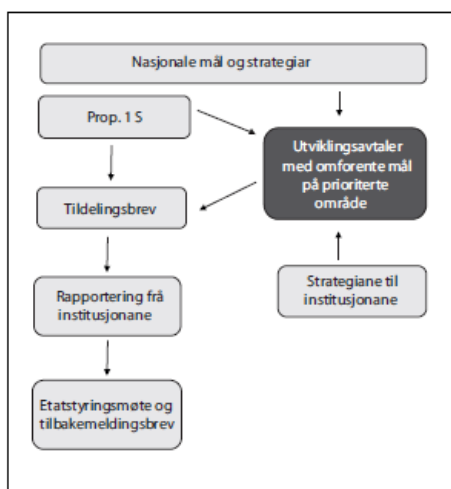 Nasjonale mål og strategiar
Prop. 1 S
Utviklingsavtaler
med omforente mål
på prioriterte
område
Tildelingsbrev
Strategiane til
institusjonane
Rapportering frå
institusjonane
Etatstyringsmøte og
tilbakemeldingsbrev